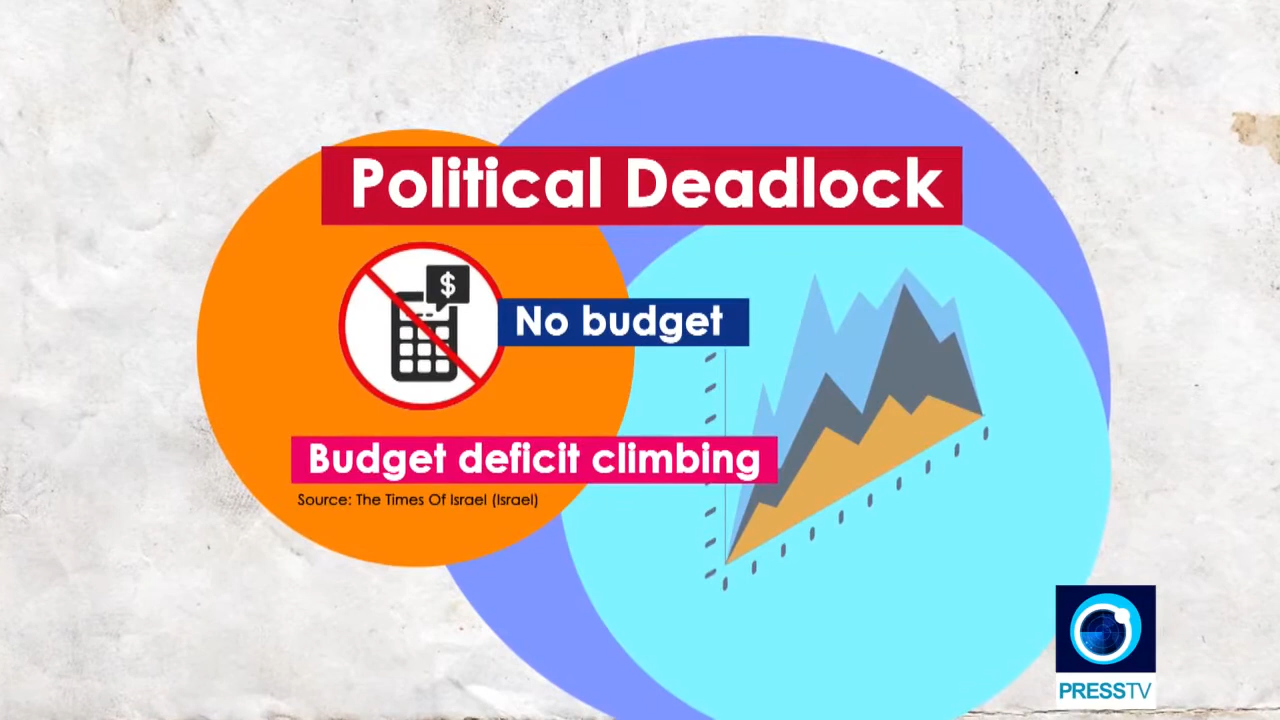 Political Deadlock
$
No budget
Budget deficit climbing
Source: The Times Of Israel (Israel)
PRESSTV